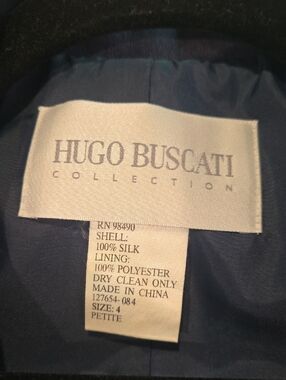 HUGO BUSCATI
COLLECTION
RN 98490
SHELL:
100% SILK
LINING:
100% POLYESTER
DRY CLEAN ONLY
MADE IN CHINA
127654-084
SIZE: 4
PETITE